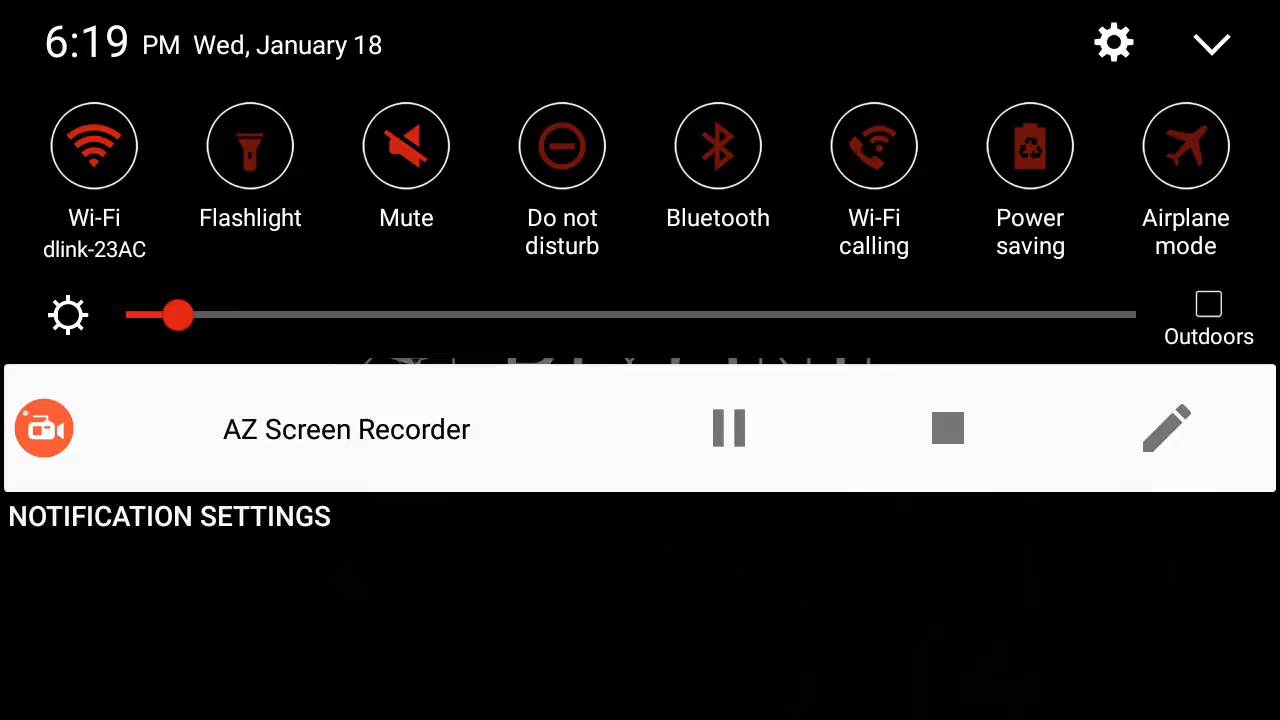 6:19 PM Wed, January 18
Wi-Fi
dlink-23AC
Flashlight
Mute
Do not
disturb
Bluetooth
Wi-Fi
calling
Power
saving
Airplane
mode
Outdoors
AZ Screen Recorder
NOTIFICATION SETTINGS